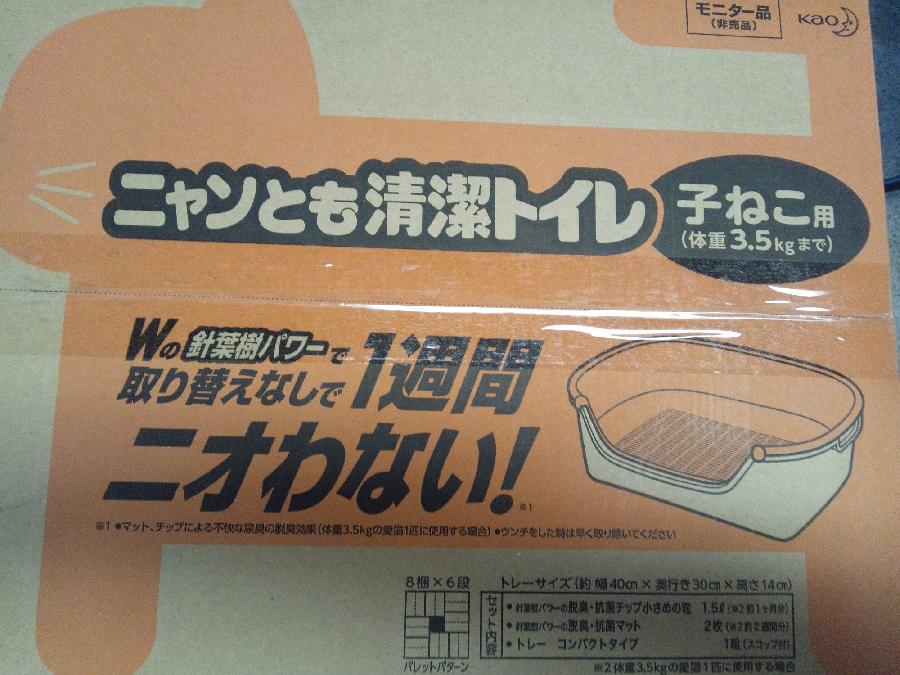 モニター品
(非売品)
Kao
ニャンとも清潔トイレ
子ねこ用
(体重3.5kgまで)
Wの針葉樹パワーで
取り替えなしで1週間
ニオわない!※1
※1 ●マット、チップによる不快な尿臭の脱臭効果(体重3.5kgの愛猫1匹に使用する場合) ●ウンチをした時は早く取り除いてください
8梱×6段
パレットパターン
トレーサイズ(約 幅40cm×奥行き30cm×高さ14cm)
セット内容
●針葉樹パワーの脱臭・抗菌チップ小さめの粒 1.5ℓ(※2約1ヶ月分)
●針葉樹パワーの脱臭・抗菌マット 2枚(※2約2週間分)
●トレー コンパクトタイプ 1組(スコップ付)
※2 体重3.5kgの愛猫1匹に使用する場合